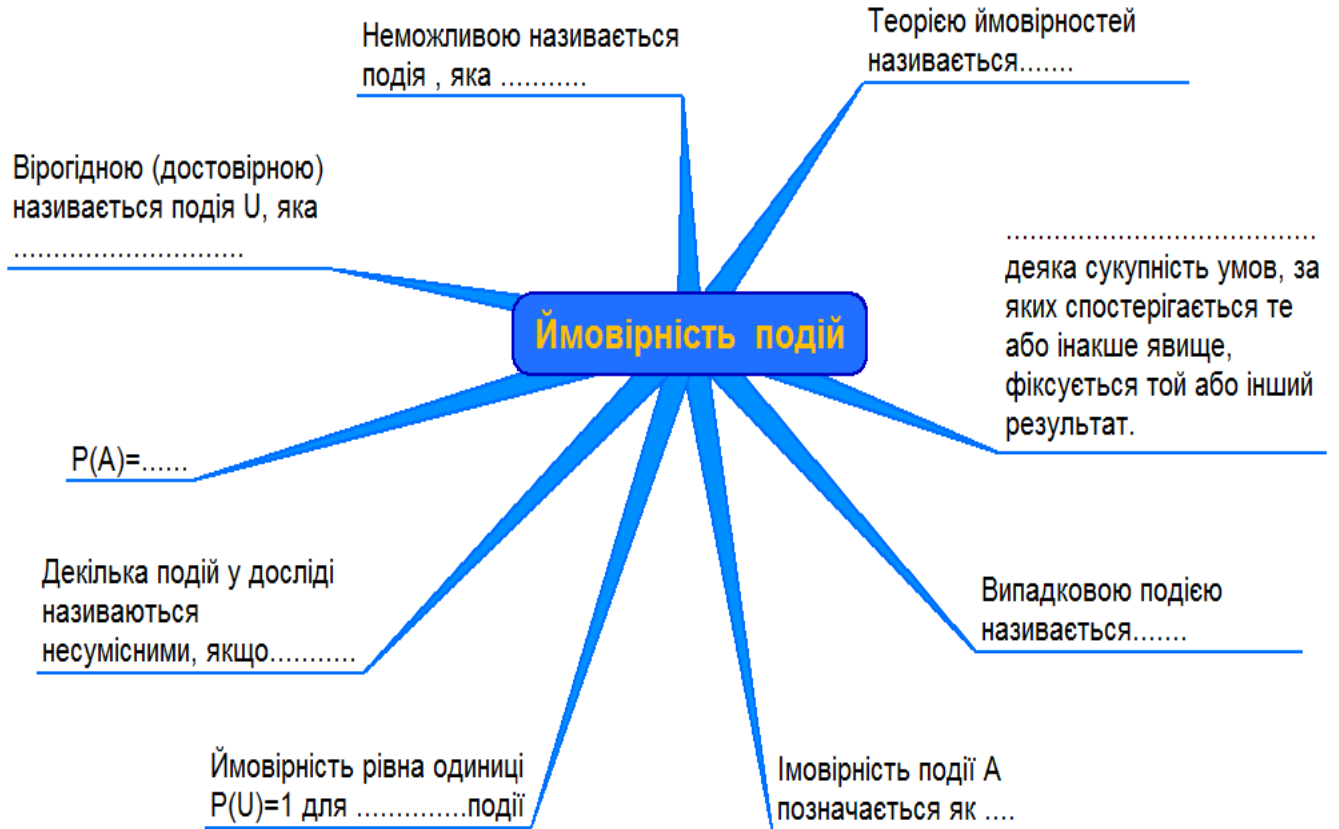 Неможливою називається
подія , яка ...........
Теорією ймовірностей
називається.......
Вірогідною (достовірною)
називається подія U, яка
............................
.....................................
деяка сукупність умов, за
яких спостерігається те
або інакше явище,
фіксується той або інший
результат.
Ймовірність подій
P(A)=......
Декілька подій у досліді
називаються
несумісними, якщо...........
Випадковою подією
називається.......
Ймовірність рівна одиниці
P(U)=1 для ..............події
Імовірність події А
позначається як ....